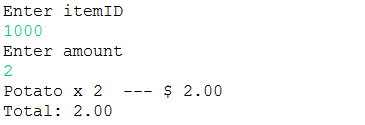 Enter itemID
1000
Enter amount
2
Potato x 2  --- $ 2.00
Total: 2.00